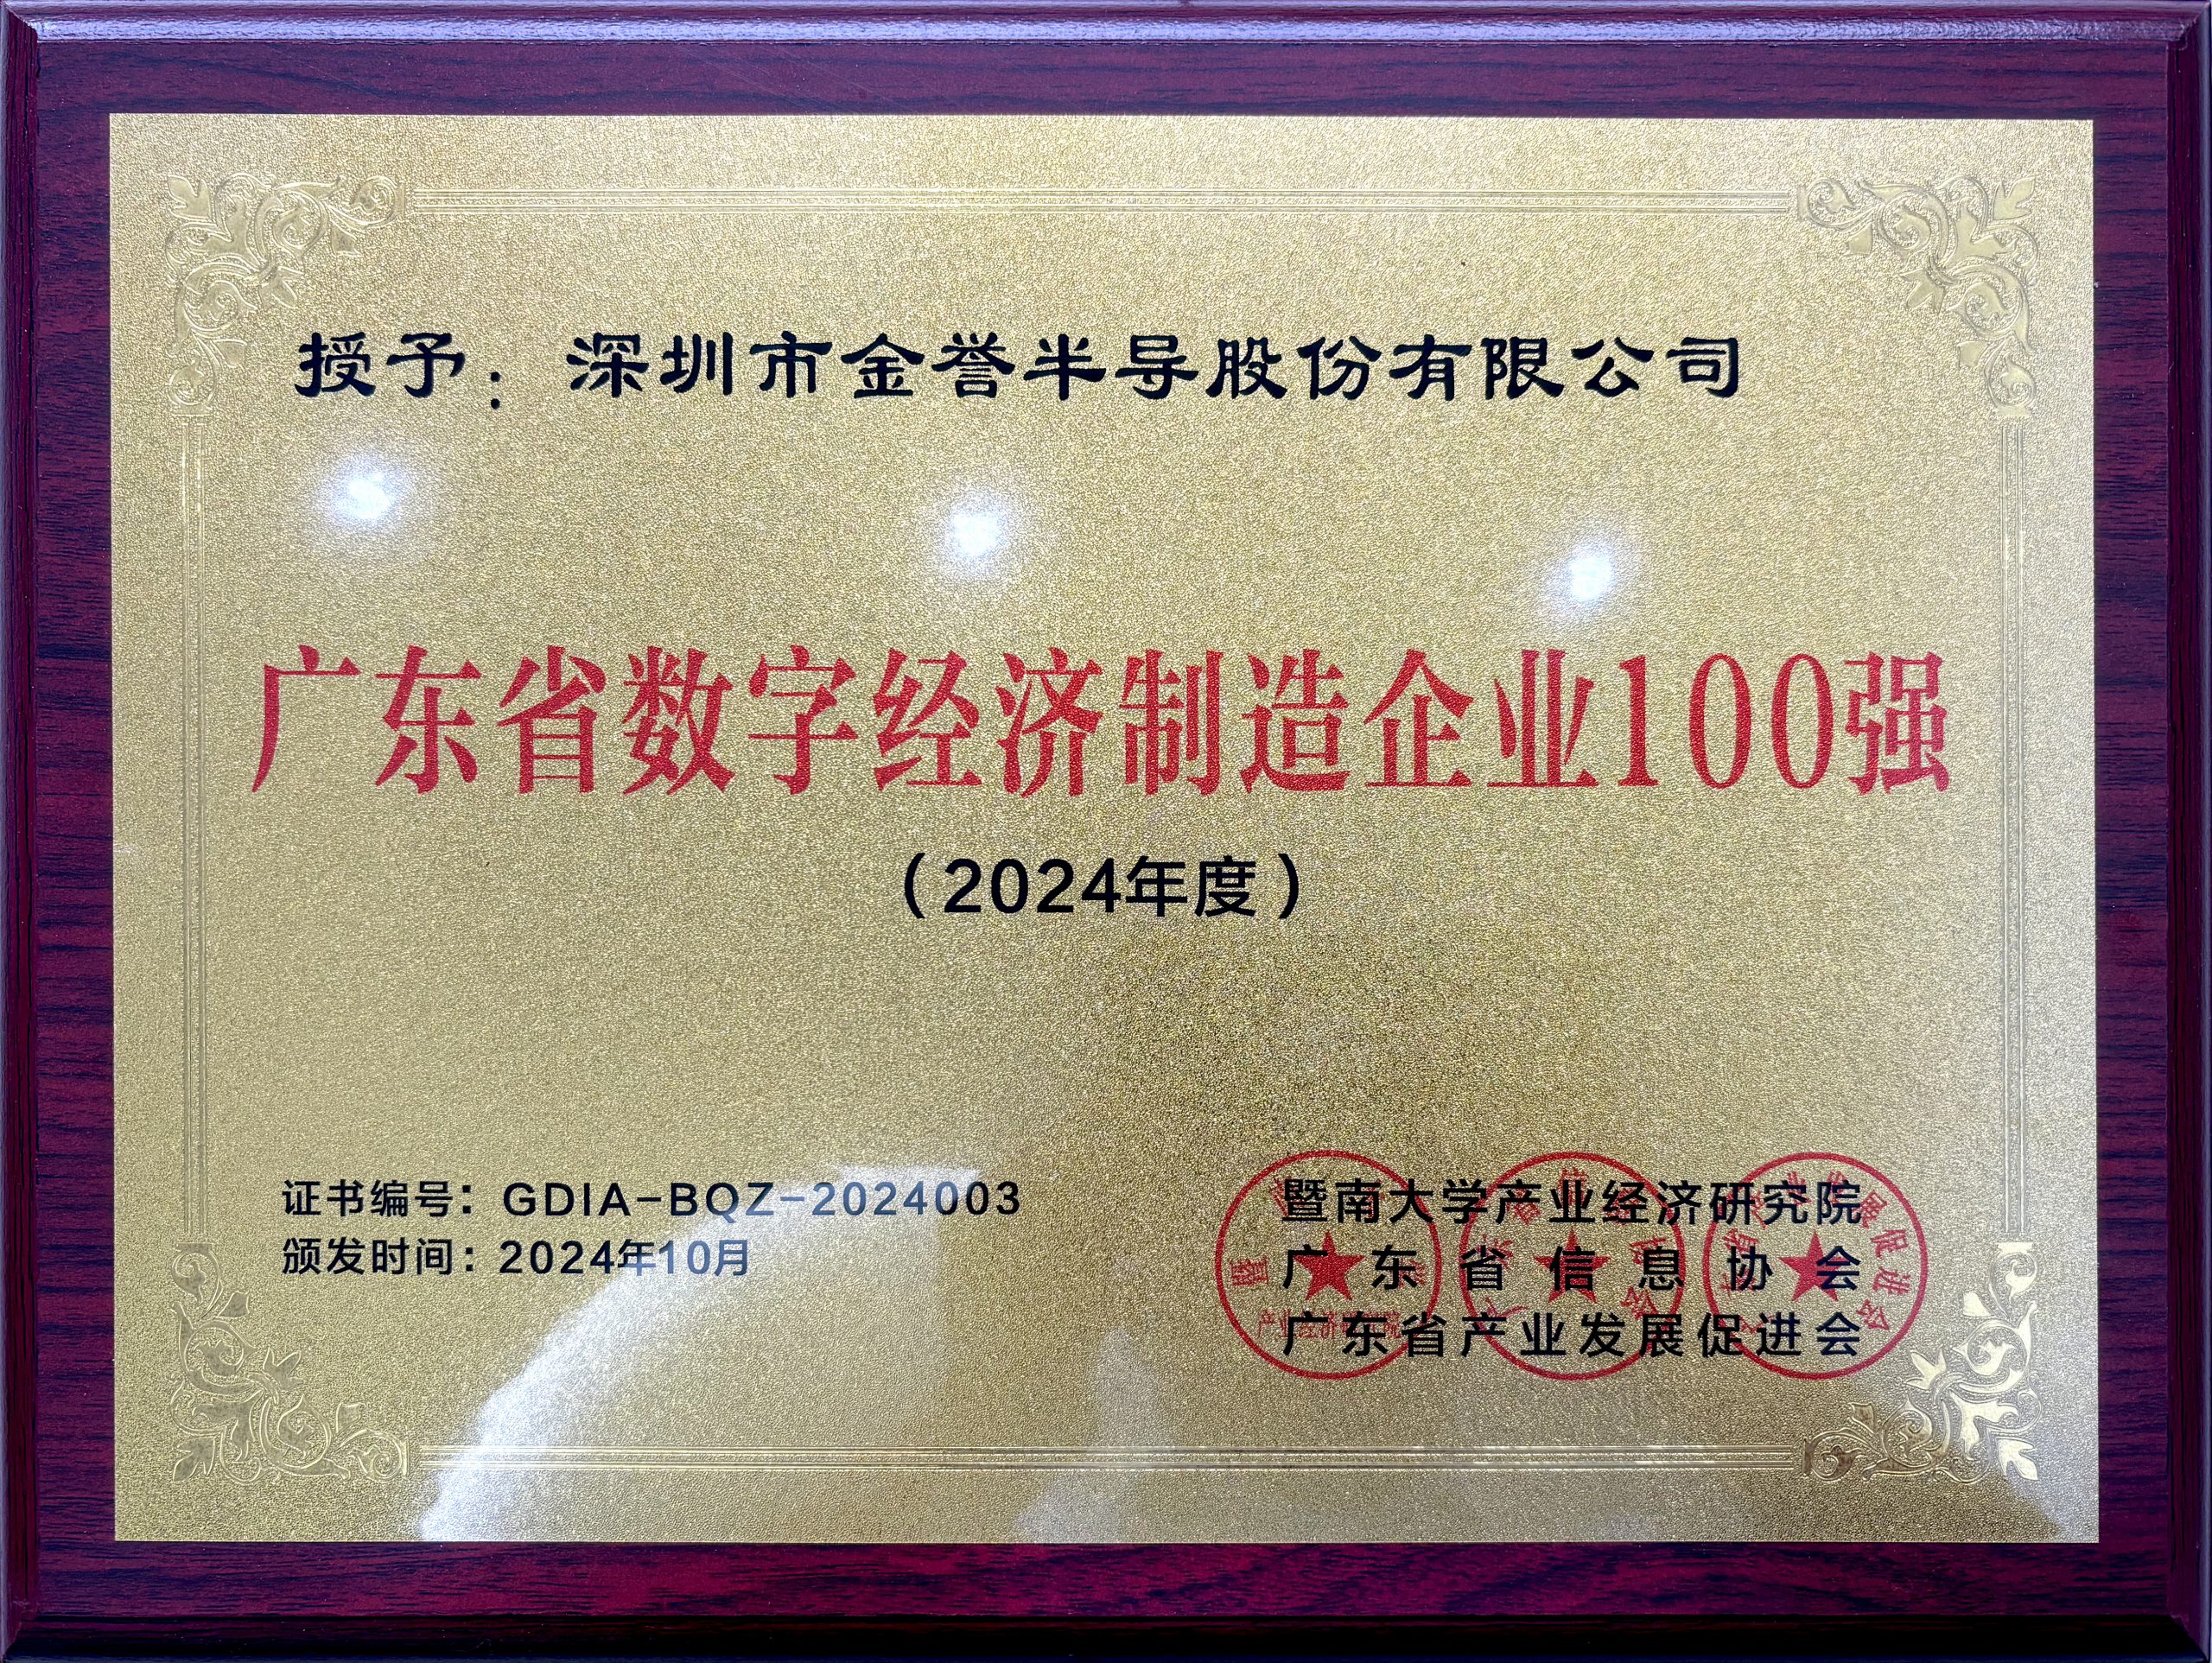 授予：深圳市金誉半导股份有限公司
广东省数字经济制造企业100强
（2024年度）
证书编号：GDIA-BQZ-2024003
颁发时间：2024年10月
暨南大学产业经济研究院
广东省信息协会
广东省产业发展促进会